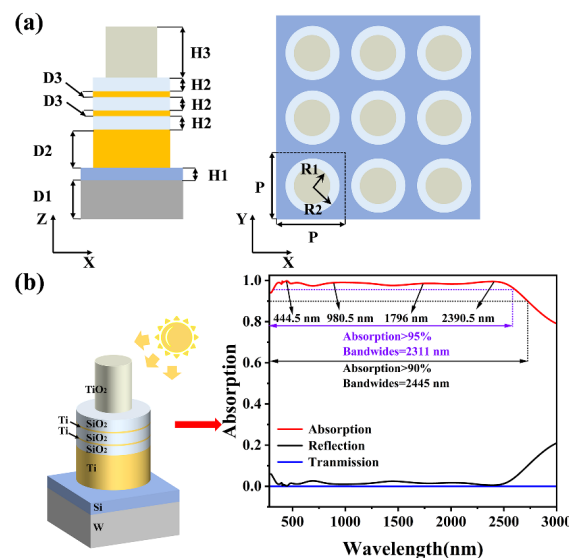 (a)
H3
D3
H2
D3
H2
H2
D2
H1
D1
Z
X
P
R1
R2
Y
P
X
(b)
TiO2
Ti
SiO2
Ti
SiO2
SiO2
Ti
Si
W
Absorption
1.0
0.8
0.6
0.4
0.2
0.0
444.5 nm 980.5 nm 1796 nm 2390.5 nm
Absorption>95%
Bandwides=2311 nm
Absorption>90%
Bandwides=2445 nm
Absorption
Reflection
Tranmission
500 1000 1500 2000 2500 3000
Wavelength(nm)